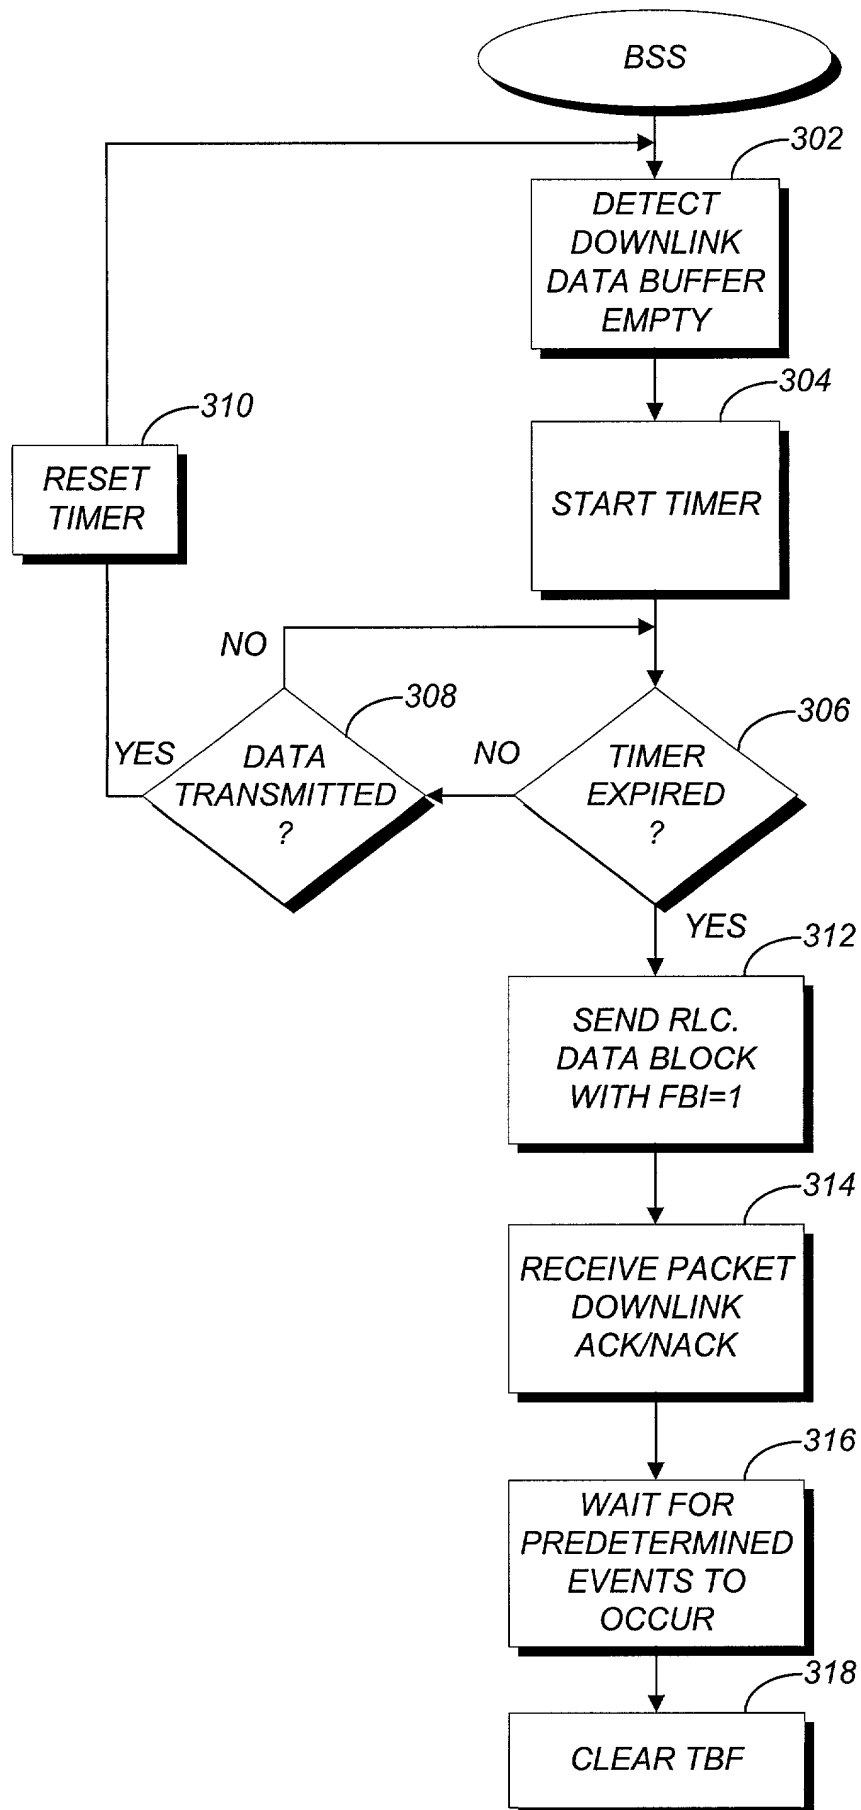 BSS
302
DETECT
DOWNLINK
DATA BUFFER
EMPTY
304
START TIMER
310
RESET
TIMER
NO
308
YES
DATA
TRANSMITTED
?
NO
306
TIMER
EXPIRED
?
YES
312
SEND RLC.
DATA BLOCK
WITH FBI=1
314
RECEIVE PACKET
DOWNLINK
ACK/NACK
316
WAIT FOR
PREDETERMINED
EVENTS TO
OCCUR
318
CLEAR TBF